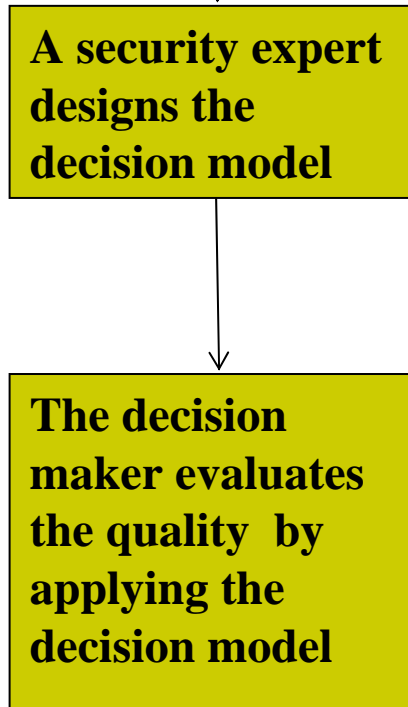 A security expert
designs the
decision model
The decision
maker evaluates
the quality  by
applying the
decision model